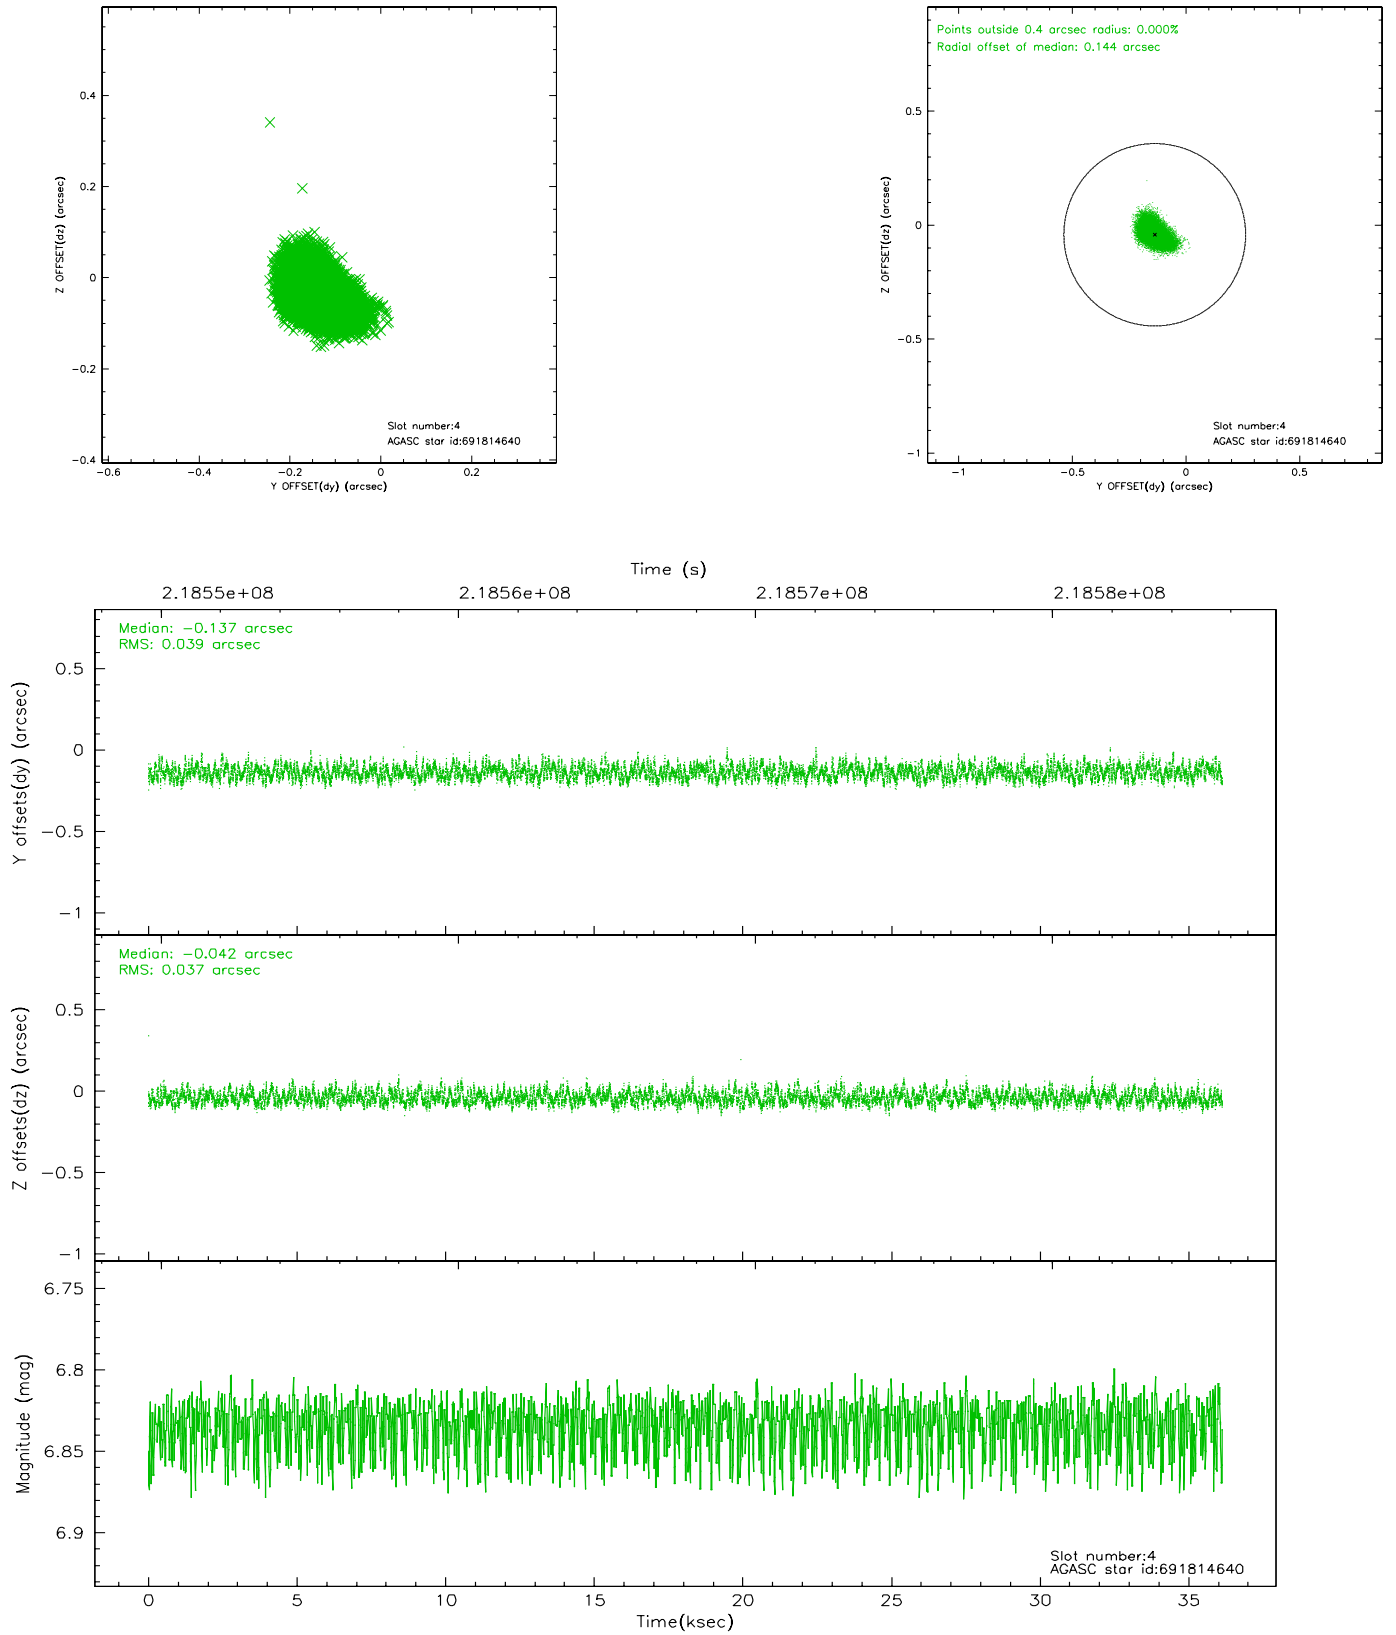 0.4
0.2
0
−0.2
−0.4
Z OFFSET(dz) (arcsec)
Slot number:4
AGASC star id:691814640
−0.6 −0.4 −0.2 0 0.2
Y OFFSET(dy) (arcsec)
Points outside 0.4 arcsec radius: 0.000%
Radial offset of median: 0.144 arcsec
0.5
0
−0.5
−1
Z OFFSET(dz) (arcsec)
Slot number:4
AGASC star id:691814640
−1 −0.5 0 0.5
Y OFFSET(dy) (arcsec)
Time (s)
2.1855e+08 2.1856e+08 2.1857e+08 2.1858e+08
Median: −0.137 arcsec
RMS: 0.039 arcsec
0.5
0
−0.5
−1
Y offsets(dy) (arcsec)
Median: −0.042 arcsec
RMS: 0.037 arcsec
0.5
0
−0.5
−1
Z offsets(dz) (arcsec)
6.75
6.8
6.85
6.9
Magnitude (mag)
Slot number:4
AGASC star id:691814640
0 5 10 15 20 25 30 35
Time(ksec)